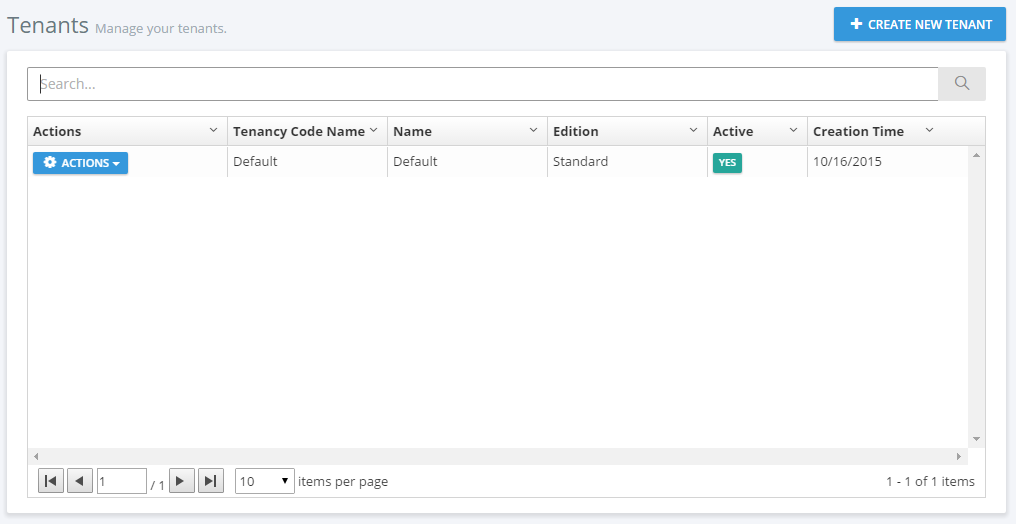 Tenants Manage your tenants.
CREATE NEW TENANT
Search...
Actions Tenancy Code Name Name Edition Active Creation Time
ACTIONS Default Default Standard YES 10/16/2015
1 / 1 10 items per page 1 - 1 of 1 items